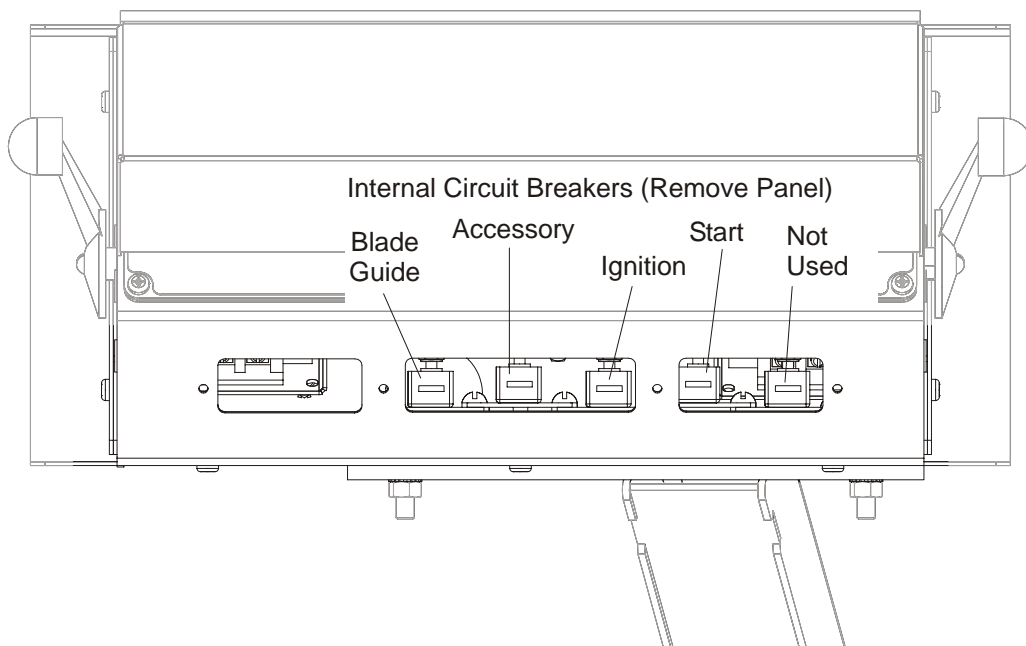 Internal Circuit Breakers (Remove Panel)
Blade
Guide
Accessory
Ignition
Start
Not
Used